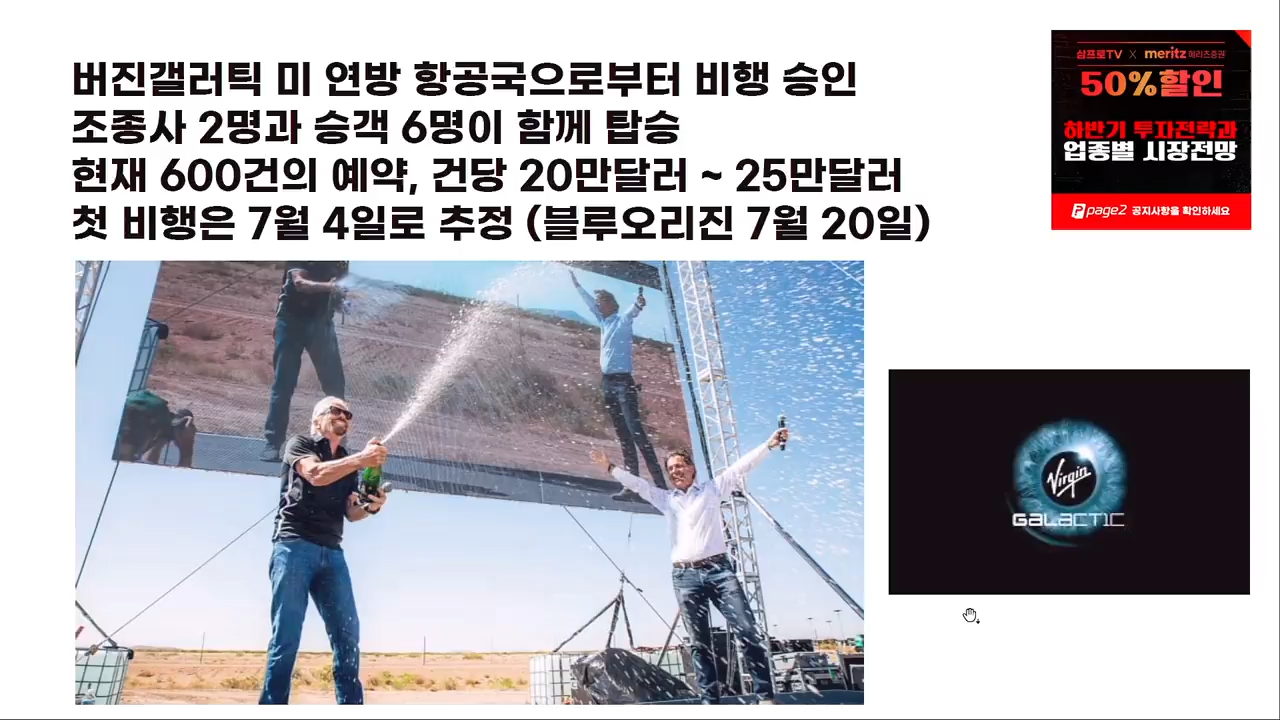 버진갤러틱 미 연방 항공국으로부터 비행 승인
조종사 2명과 승객 6명이 함께 탑승
현재 600건의 예약, 건당 20만달러 ~ 25만달러
첫 비행은 7월 4일로 추정 (블루오리진 7월 20일)
삼프로TV X meritz 메리츠증권
50%할인
하반기 투자전략과
업종별 시장전망
page2 공지사항을 확인하세요
Virgin
GALACTIC